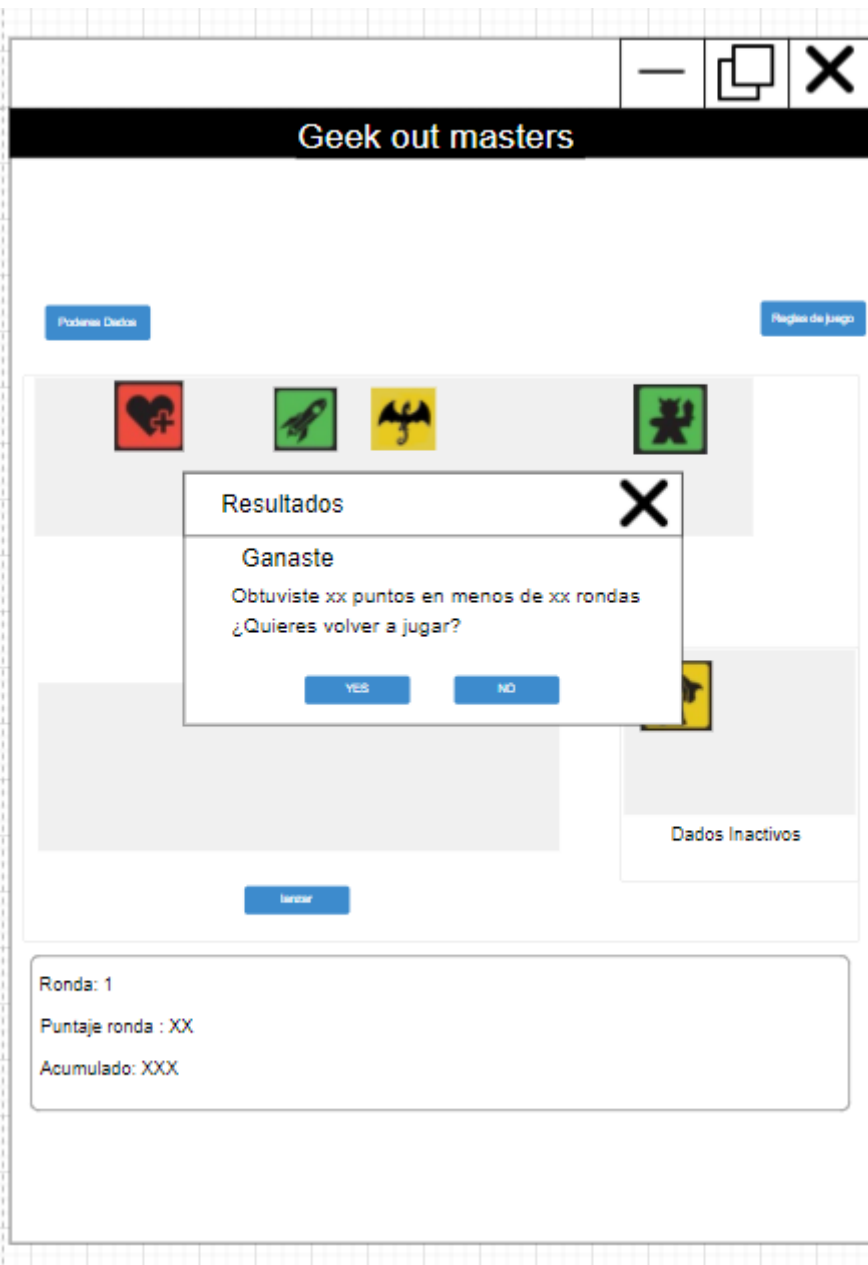 Geek out masters
Poderes Dados
Reglas de juego
Resultados
Ganaste
Obtuviste xx puntos en menos de xx rondas
¿Quieres volver a jugar?
YES
NO
Dados Inactivos
lanzar
Ronda: 1
Puntaje ronda : XX
Acumulado: XXX